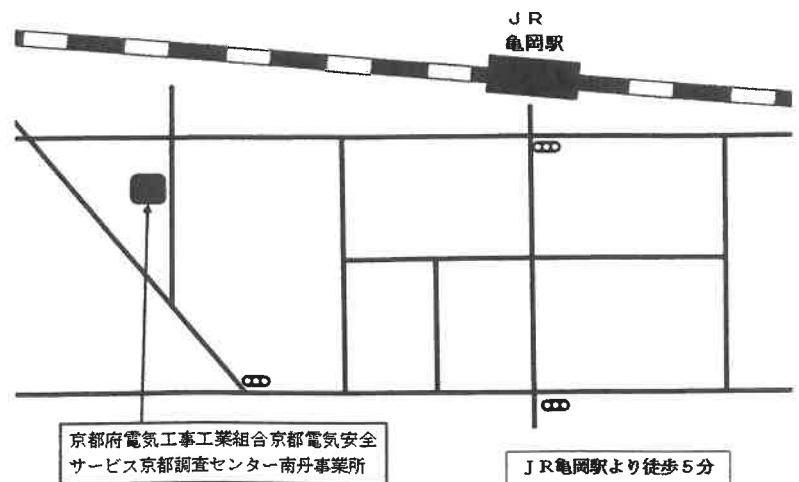 ＪＲ
亀岡駅
京都府電気工事工業組合京都電気安全
サービス京都調査センター南丹事業所
ＪＲ亀岡駅より徒歩５分